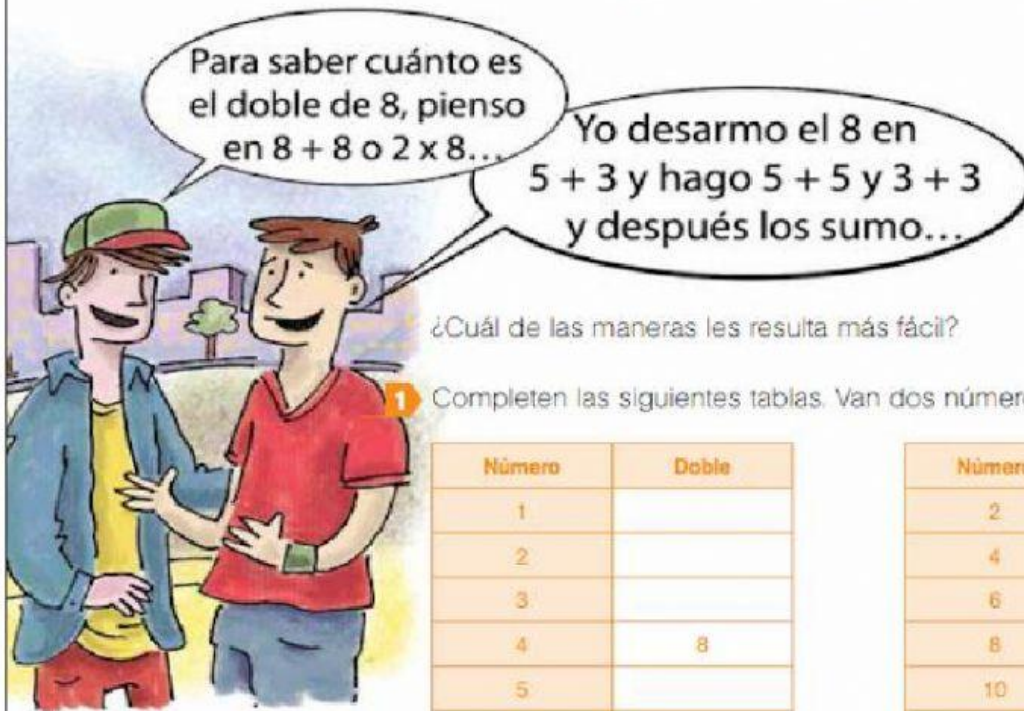 Para saber cuánto es
el doble de 8, pienso
en 8 + 8 o 2 x 8...
Yo desarmo el 8 en
5 + 3 y hago 5 + 5 y 3 + 3
y después los sumo...
¿Cuál de las maneras les resulta más fácil?
1 Completen las siguientes tablas. Van dos
Número Doble
1
2
3
4 8
5
2
4
6
8
10